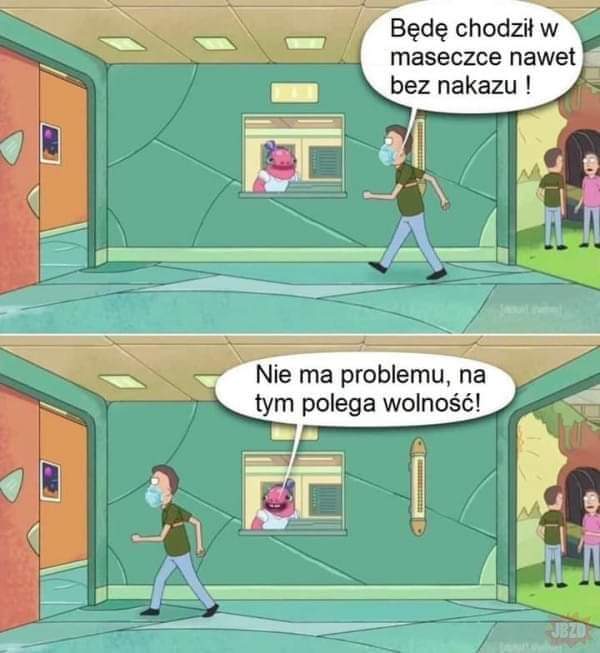 Będę chodził w
maseczce nawet
bez nakazu !
Nie ma problemu, na
tym polega wolność!
JBZD